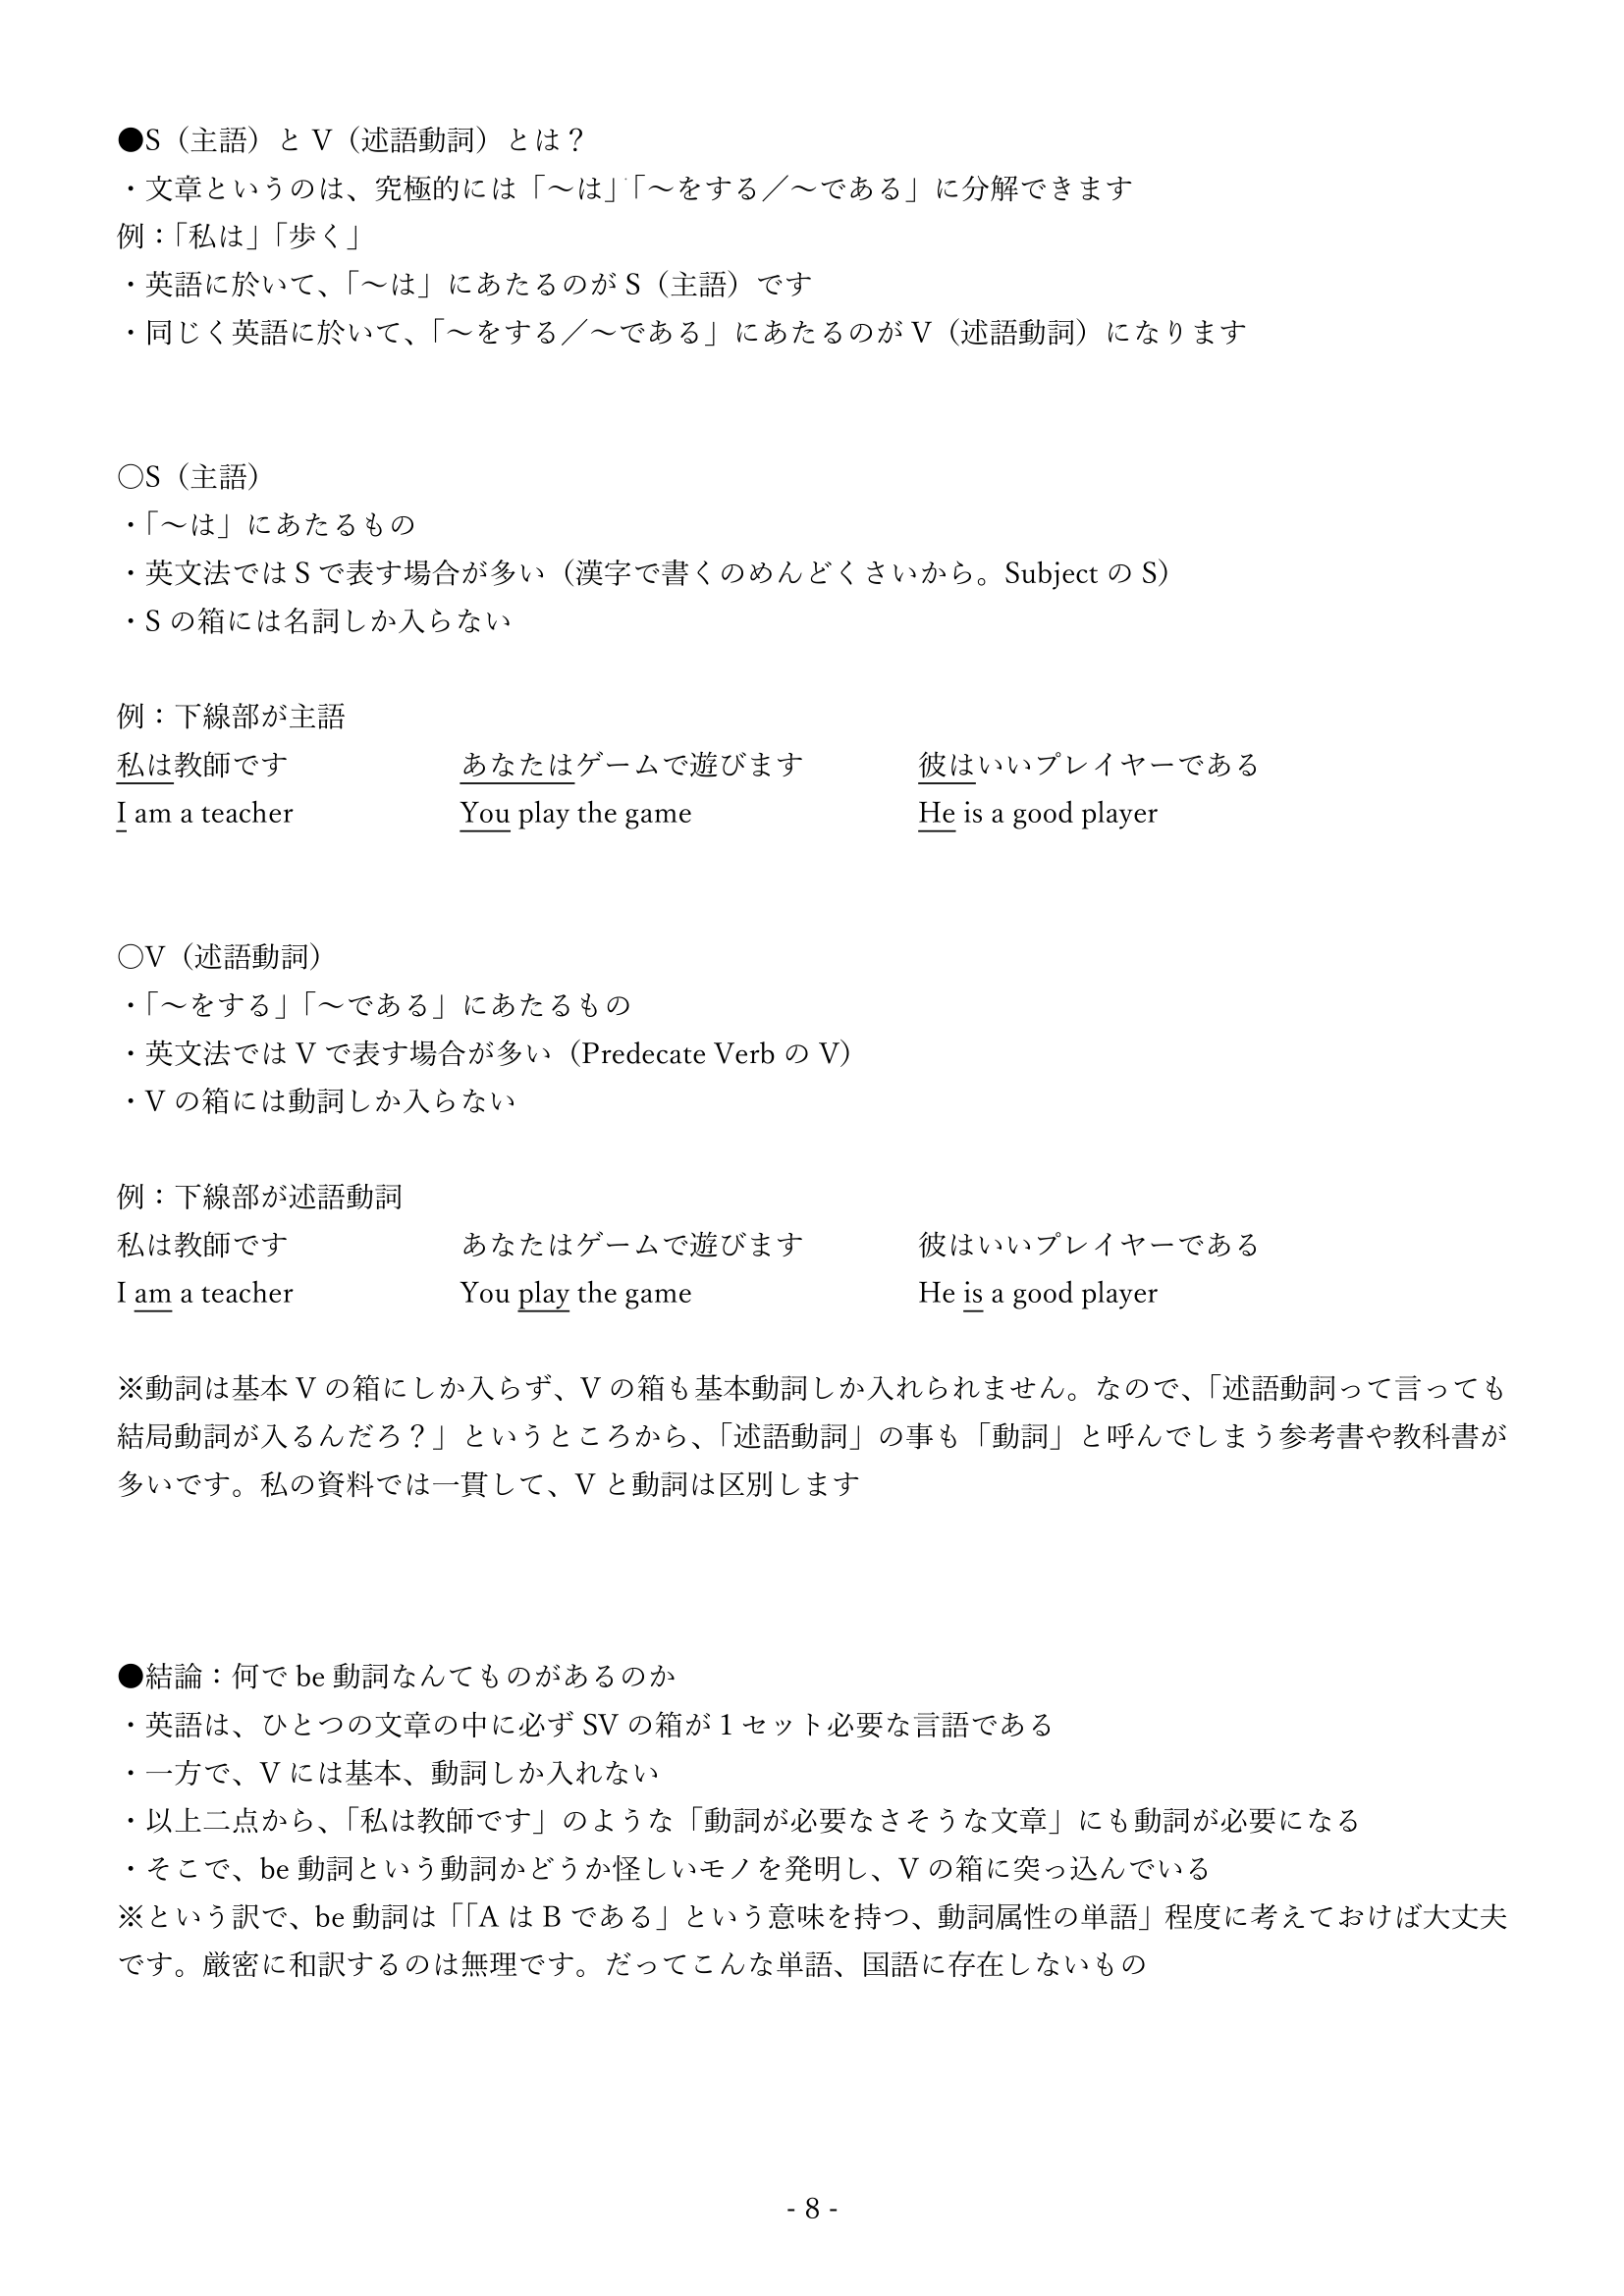 ●S（主語）と V（述語動詞）とは？
・文章というのは、究極的には「～は」「～をする／～である」に分解できます
例：「私は」「歩く」
・英語に於いて、「～は」にあたるのが S（主語）です
・同じく英語に於いて、「～をする／～である」にあたるのが V（述語動詞）になります
○S（主語）
・「～は」にあたるもの
・英文法では S で表す場合が多い（漢字で書くのめんどくさいから。Subject の S）
・S の箱には名詞しか入らない
例：下線部が主語
私は教師です　あなたはゲームで遊びます　彼はいいプレイヤーである
I am a teacher　You play the game　He is a good player
○V（述語動詞）
・「～をする」「～である」にあたるもの
・英文法では V で表す場合が多い（Predecate Verb の V）
・V の箱には動詞しか入らない
例：下線部が述語動詞
私は教師です　あなたはゲームで遊びます　彼はいいプレイヤーである
I am a teacher　You play the game　He is a good player
※動詞は基本 V の箱にしか入らず、V の箱も基本動詞しか入れられません。なので、「述語動詞って言っても
結局動詞が入るんだろ？」というところから、「述語動詞」の事も「動詞」と呼んでしまう参考書や教科書が
多いです。私の資料では一貫して、V と動詞は区別します
●結論：何で be 動詞なんてものがあるのか
・英語は、ひとつの文章の中に必ず SV の箱が 1 セット必要な言語である
・一方で、V には基本、動詞しか入れない
・以上二点から、「私は教師です」のような「動詞が必要なさそうな文章」にも動詞が必要になる
・そこで、be 動詞という動詞かどうか怪しいモノを発明し、V の箱に突っ込んでいる
※という訳で、be 動詞は「「A は B である」という意味を持つ、動詞属性の単語」程度に考えておけば大丈夫
です。厳密に和訳するのは無理です。だってこんな単語、国語に存在しないもの
- 8 -